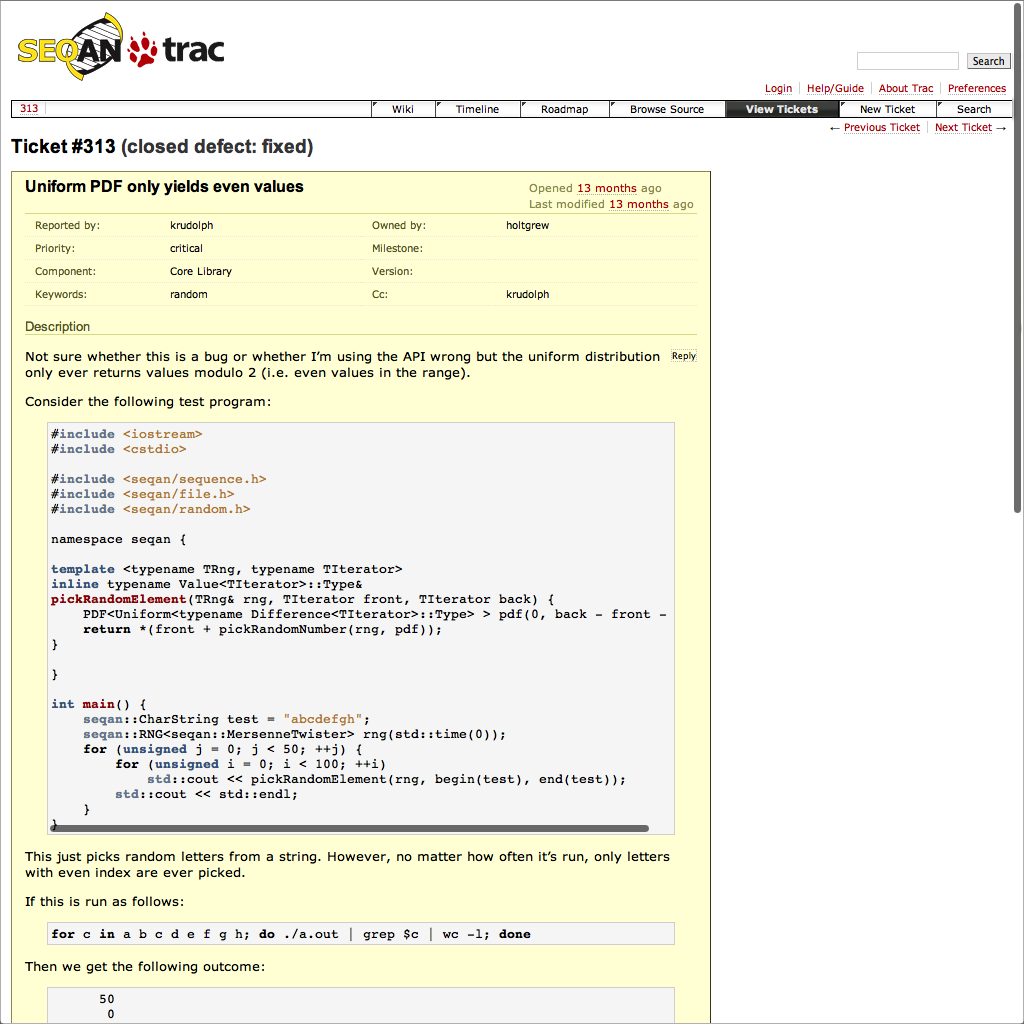 SEQAN trac
Search
Login Help/Guide About Trac Preferences
313 Wiki Timeline Roadmap Browse Source View Tickets New Ticket Search
← Previous Ticket Next Ticket →
Ticket #313 (closed defect: fixed)
Uniform PDF only yields even values
Opened 13 months ago
Last modified 13 months ago
Reported by: krudolph Owned by: holtgrew
Priority: critical Milestone:
Component: Core Library Version:
Keywords: random Cc: krudolph
Description
Reply
Not sure whether this is a bug or whether I’m using the API wrong but the uniform distribution
only ever returns values modulo 2 (i.e. even values in the range).
Consider the following test program:
#include <iostream>
#include <cstdio>
#include <seqan/sequence.h>
#include <seqan/file.h>
#include <seqan/random.h>
namespace seqan {
template <typename TRng, typename TIterator>
inline typename Value<TIterator>::Type&
pickRandomElement(TRng& rng, TIterator front, TIterator back) {
PDF<Uniform<typename Difference<TIterator>::Type> > pdf(0, back - front -
return *(front + pickRandomNumber(rng, pdf));
}
}
int main() {
seqan::CharString test = "abcdefgh";
seqan::RNG<seqan::MersenneTwister> rng(std::time(0));
for (unsigned j = 0; j < 50; ++j) {
for (unsigned i = 0; i < 100; ++i)
std::cout << pickRandomElement(rng, begin(test), end(test));
std::cout << std::endl;
}
}
This just picks random letters from a string. However, no matter how often it’s run, only letters
with even index are ever picked.
If this is run as follows:
for c in a b c d e f g h; do ./a.out | grep $c | wc -l; done
Then we get the following outcome:
50
0